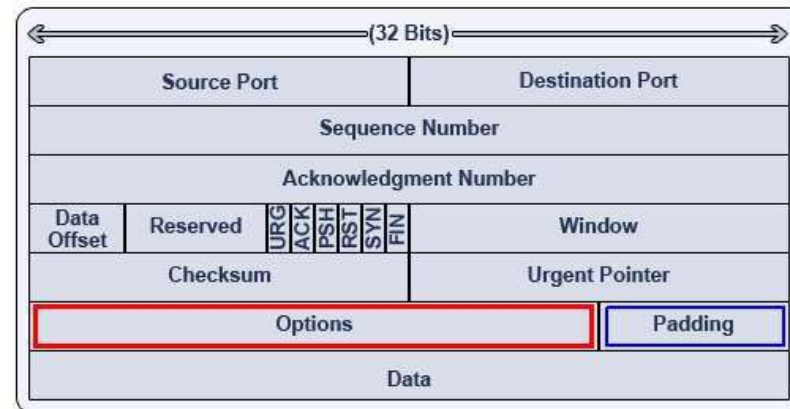 (32 Bits)
Source Port Destination Port
Sequence Number
Acknowledgment Number
Data Offset Reserved URG ACK PSH RST SYN FIN Window
Checksum Urgent Pointer
Options Padding
Data